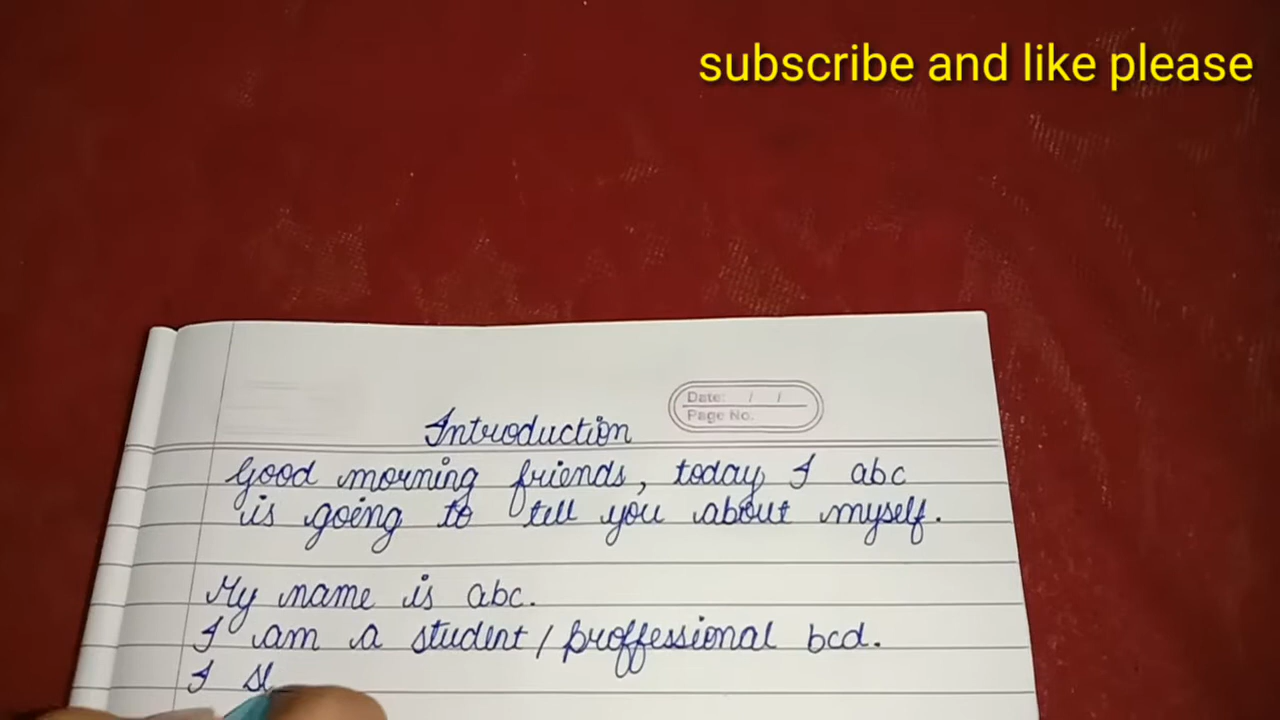 subscribe and like please
Date: / /
Page No.
Introduction
Good morning friends, today I abc
is going to tell you about myself.
My name is abc.
I am a student / proffessional bcd.
I